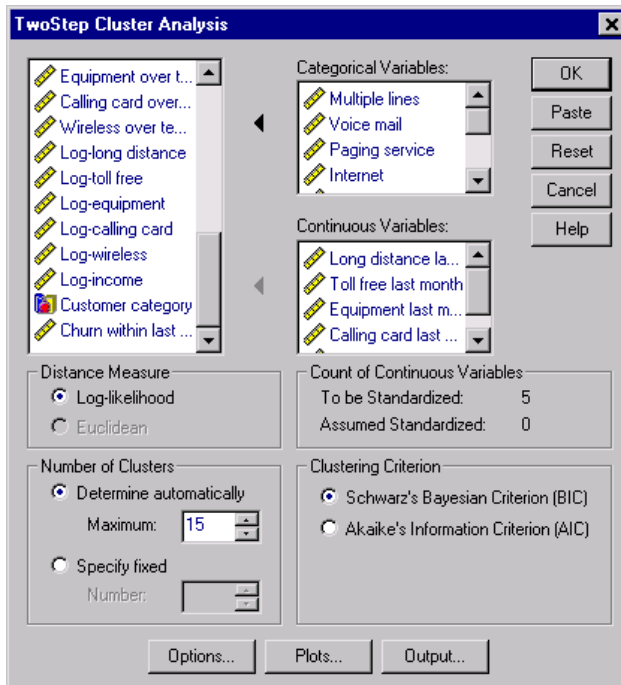 TwoStep Cluster Analysis
Equipment over t...
Calling card over...
Wireless over te...
Log-long distance
Log-toll free
Log-equipment
Log-calling card
Log-wireless
Log-income
Customer category
Churn within last ...
Categorical Variables:
Multiple lines
Voice mail
Paging service
Internet
Continuous Variables:
Long distance la...
Toll free last month
Equipment last m...
Calling card last ...
OK
Paste
Reset
Cancel
Help
Distance Measure
Log-likelihood
Euclidean
Count of Continuous Variables
To be Standardized: 5
Assumed Standardized: 0
Number of Clusters
Determine automatically
Maximum: 15
Specify fixed
Number:
Clustering Criterion
Schwarz's Bayesian Criterion (BIC)
Akaike's Information Criterion (AIC)
Options...
Plots...
Output...